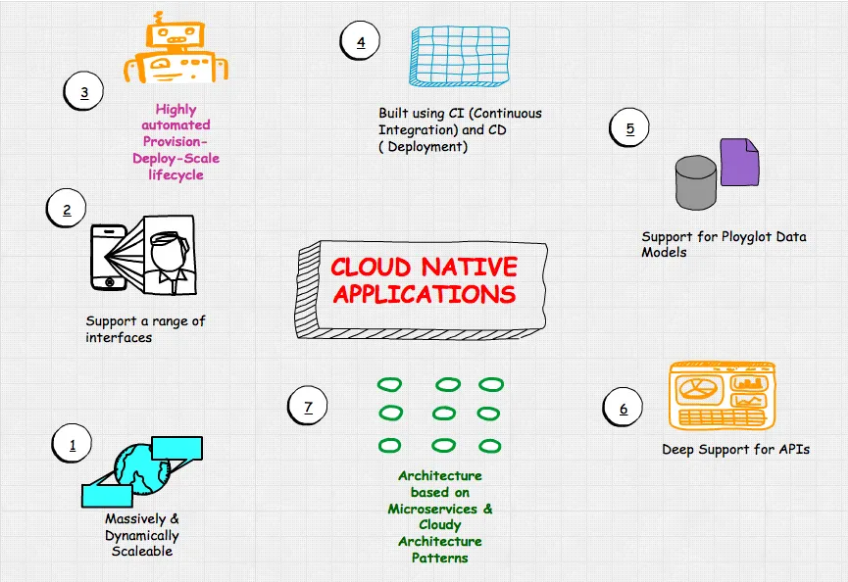 3
Highly
automated
Provision-
Deploy-Scale
lifecycle
4
Built using CI (Continuous
Integration) and CD
( Deployment)
5
Support for Ployglot Data
Models
2
Support a range of
interfaces
CLOUD NATIVE
APPLICATIONS
1
Massively &
Dynamically
Scaleable
7
Architecture
based on
Microservices &
Cloudy
Architecture
Patterns
6
Deep Support for APIs